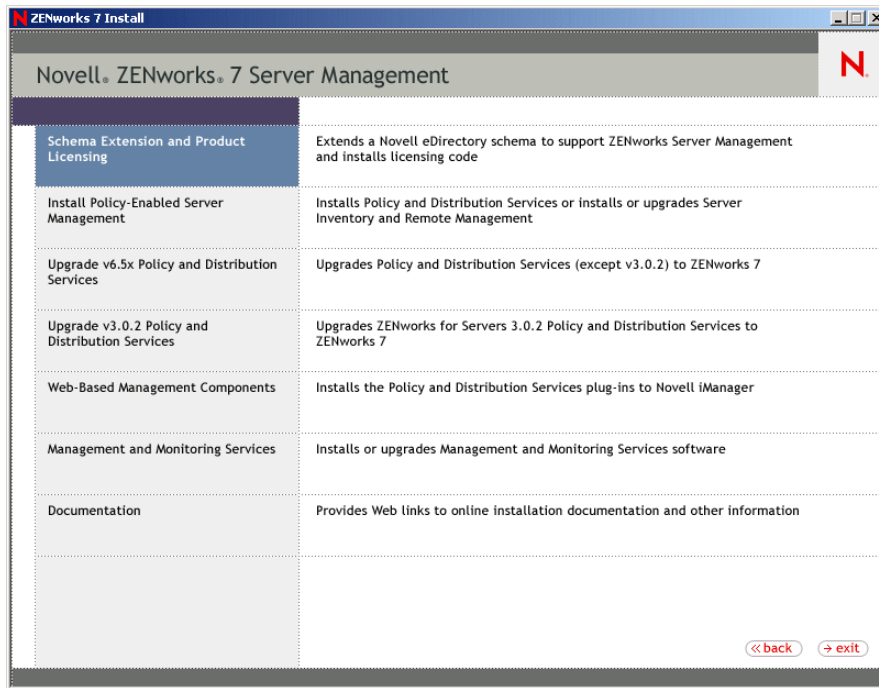 ZENworks 7 Install
Novell® ZENworks® 7 Server Management
N®
Schema Extension and Product
Licensing
Extends a Novell eDirectory schema to support ZENworks Server Management
and installs licensing code
Install Policy-Enabled Server
Management
Installs Policy and Distribution Services or installs or upgrades Server
Inventory and Remote Management
Upgrade v6.5x Policy and Distribution
Services
Upgrades Policy and Distribution Services (except v3.0.2) to ZENworks 7
Upgrade v3.0.2 Policy and
Distribution Services
Upgrades ZENworks for Servers 3.0.2 Policy and Distribution Services to
ZENworks 7
Web-Based Management Components
Installs the Policy and Distribution Services plug-ins to Novell iManager
Management and Monitoring Services
Installs or upgrades Management and Monitoring Services software
Documentation
Provides Web links to online installation documentation and other information
« back
→ exit